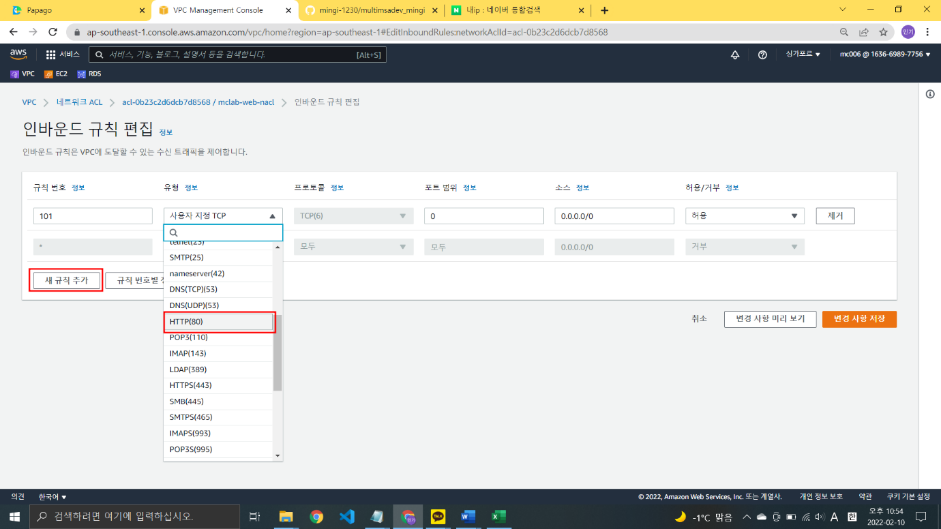 Papago
VPC Management Console
mingi-1230/multimsadev_mingi
내ip : 네이버 통합검색
ap-southeast-1.console.aws.amazon.com/vpc/home?region=ap-southeast-1#EditInboundRules:networkAclId=acl-0b23c2d6dcb7d8568
민기
aws
서비스
서비스, 기능, 블로그, 설명서 등을 검색합니다.
[Alt+S]
싱가포르
mc006 @ 1636-6989-7756
VPC
EC2
RDS
VPC > 네트워크 ACL > acl-0b23c2d6dcb7d8568 / mclab-web-nacl > 인바운드 규칙 편집
인바운드 규칙 편집 정보
인바운드 규칙은 VPC에 도달할 수 있는 수신 트래픽을 제어합니다.
규칙 번호 정보 유형 정보 프로토콜 정보 포트 범위 정보 소스 정보 허용/거부 정보
101 사용자 지정 TCP TCP(6) 0 0.0.0.0/0 허용 제거
* 모두 모두 0.0.0.0/0 거부
telnet(23)
SMTP(25)
nameserver(42)
새 규칙 추가
규칙 번호별
DNS(TCP)(53)
DNS(UDP)(53)
HTTP(80)
POP3(110)
IMAP(143)
LDAP(389)
HTTPS(443)
SMB(445)
SMTPS(465)
IMAPS(993)
POP3S(995)
취소
변경 사항 미리 보기
변경 사항 저장
의견
한국어
© 2022, Amazon Web Services, Inc. 또는 계열사.
개인 정보 보호
약관
쿠키 기본 설정
검색하려면 여기에 입력하십시오.
-1°C 맑음
A
오후 10:54
2022-02-10